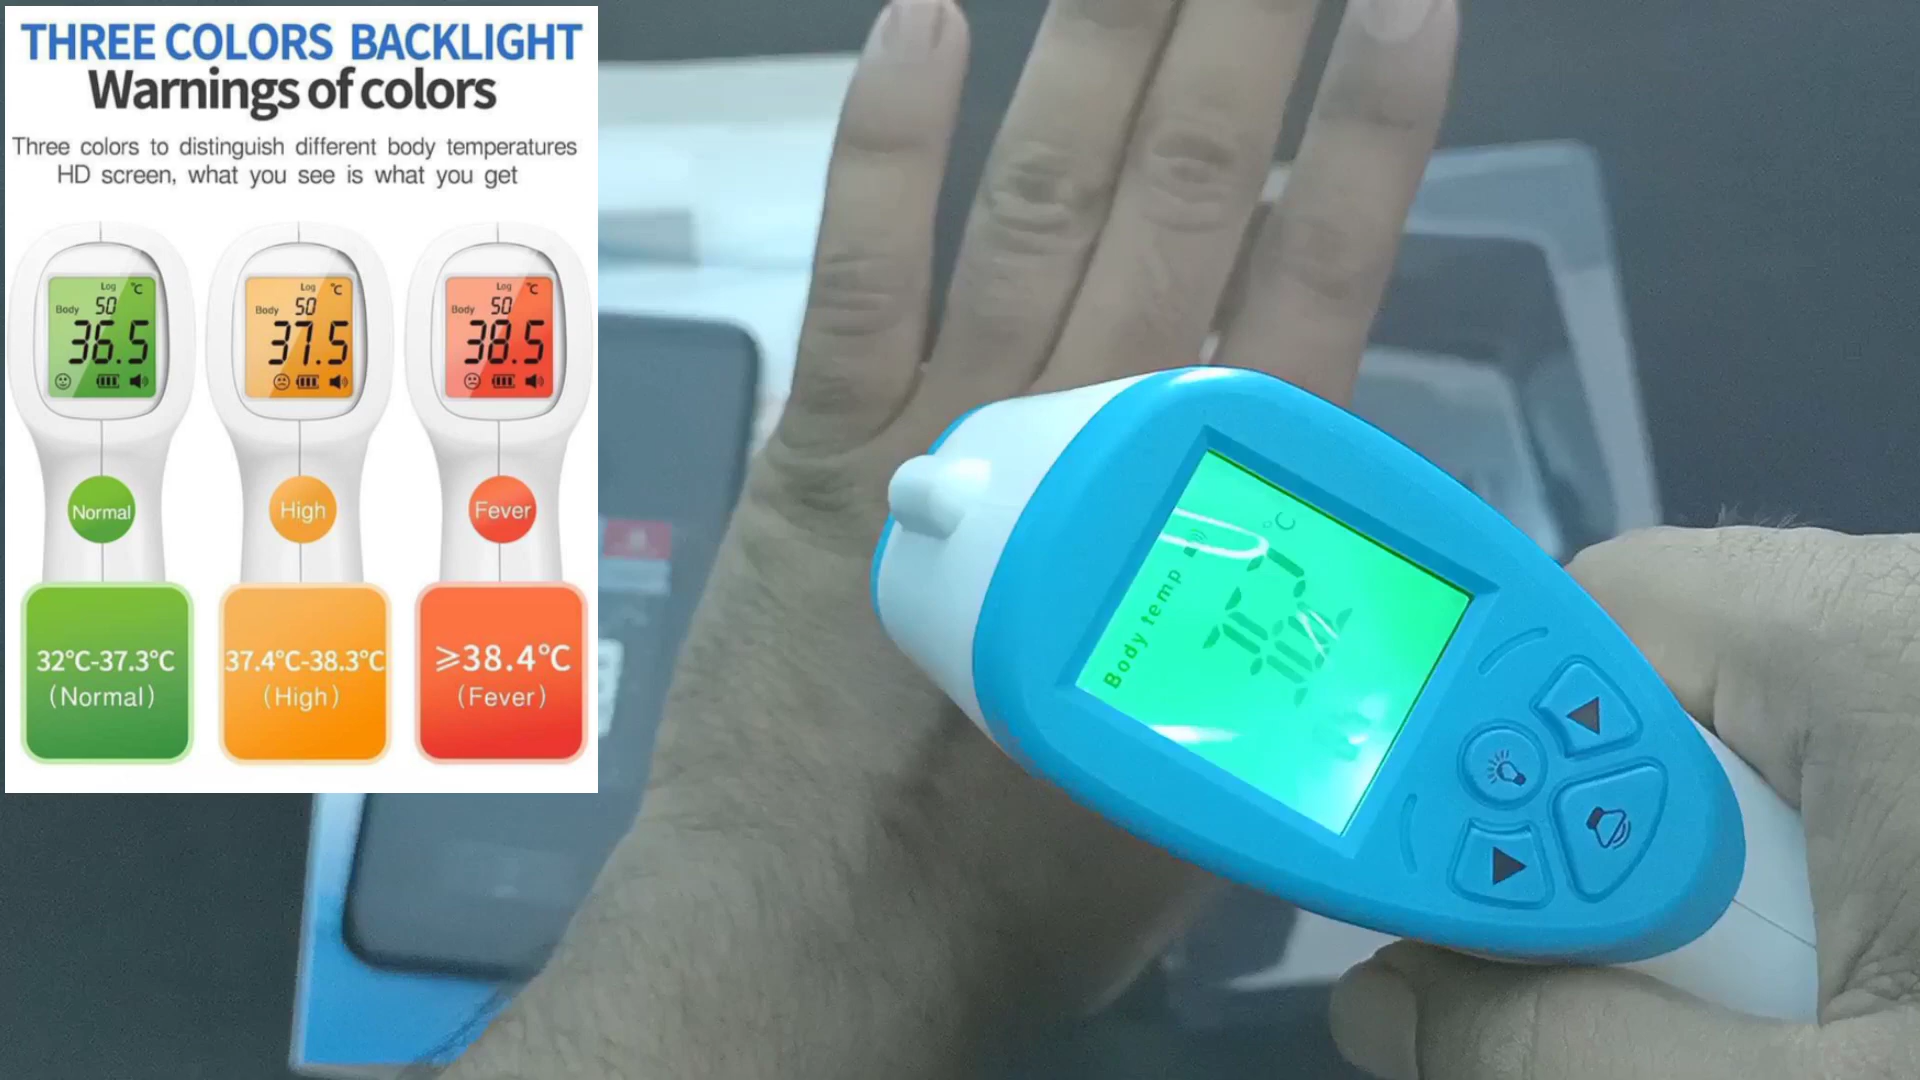 THREE COLORS BACKLIGHT
Warnings of colors
Three colors to distinguish different body temperatures
HD screen, what you see is what you get
Log °C
Body 50
36.5
Log °C
Body 50
37.5
Log °C
Body 50
38.5
Normal
High
Fever
32°C-37.3°C
(Normal)
37.4°C-38.3°C
(High)
≥38.4°C
(Fever)
Body temp
°C